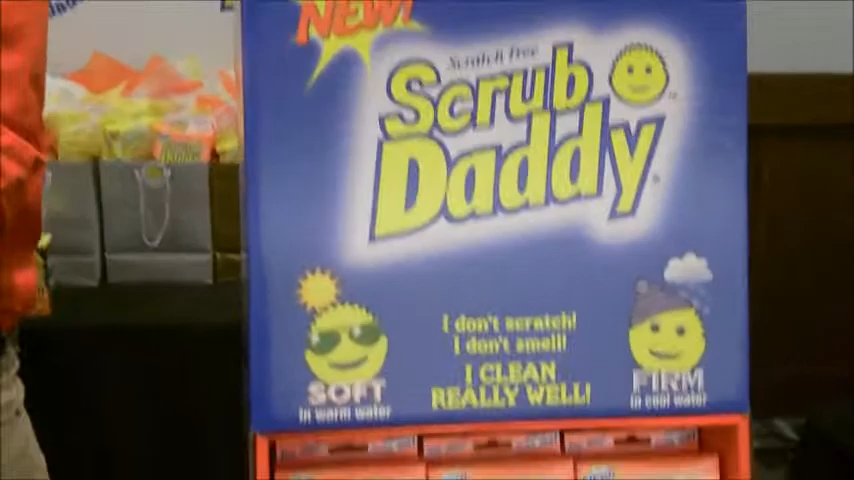 NEW!
Scratch free
Scrub
Daddy
I don't scratch!
I don't smell!
I CLEAN
REALLY WELL!
SOFT
in warm water
FIRM
in cool water